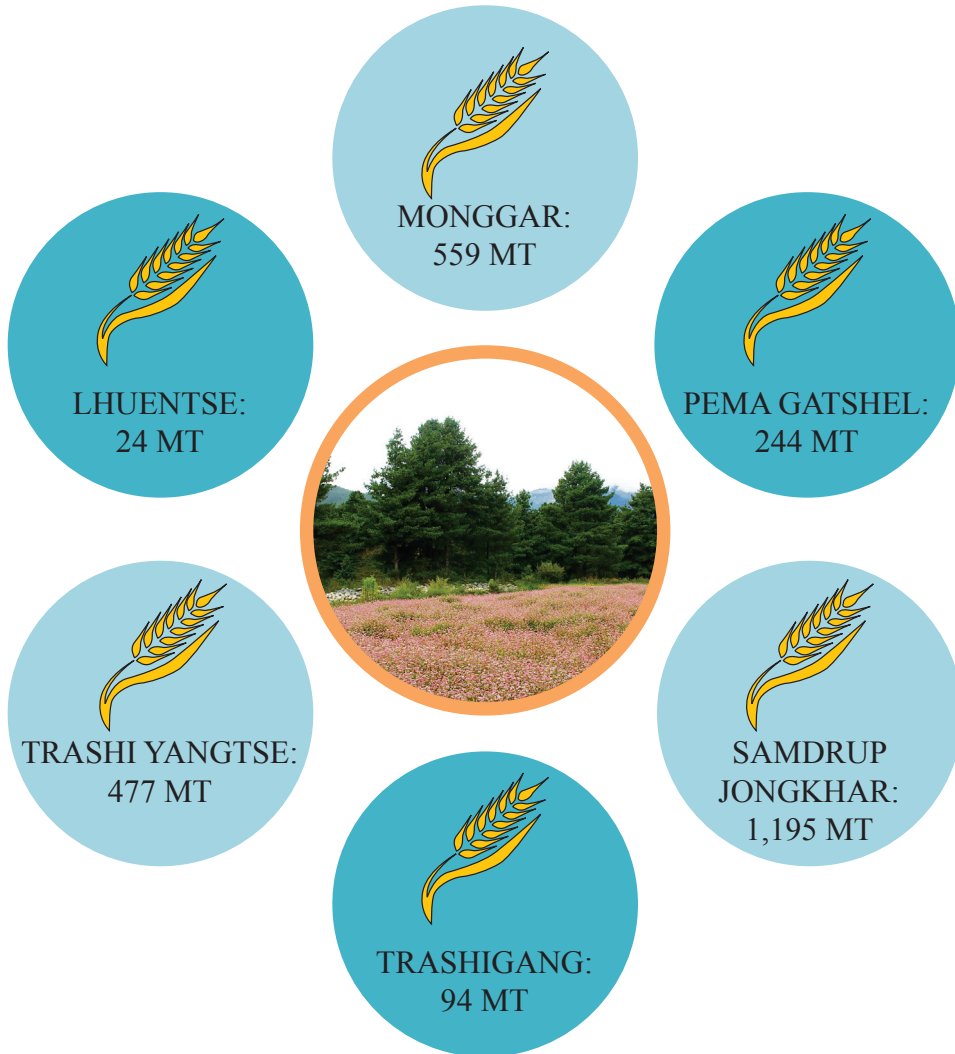 MONGGAR:
559 MT
LHUENTSE:
24 MT
PEMA GATSHEL:
244 MT
TRASHI YANGTSE:
477 MT
SAMDRUP
JONGKHAR:
1,195 MT
TRASHIGANG:
94 MT